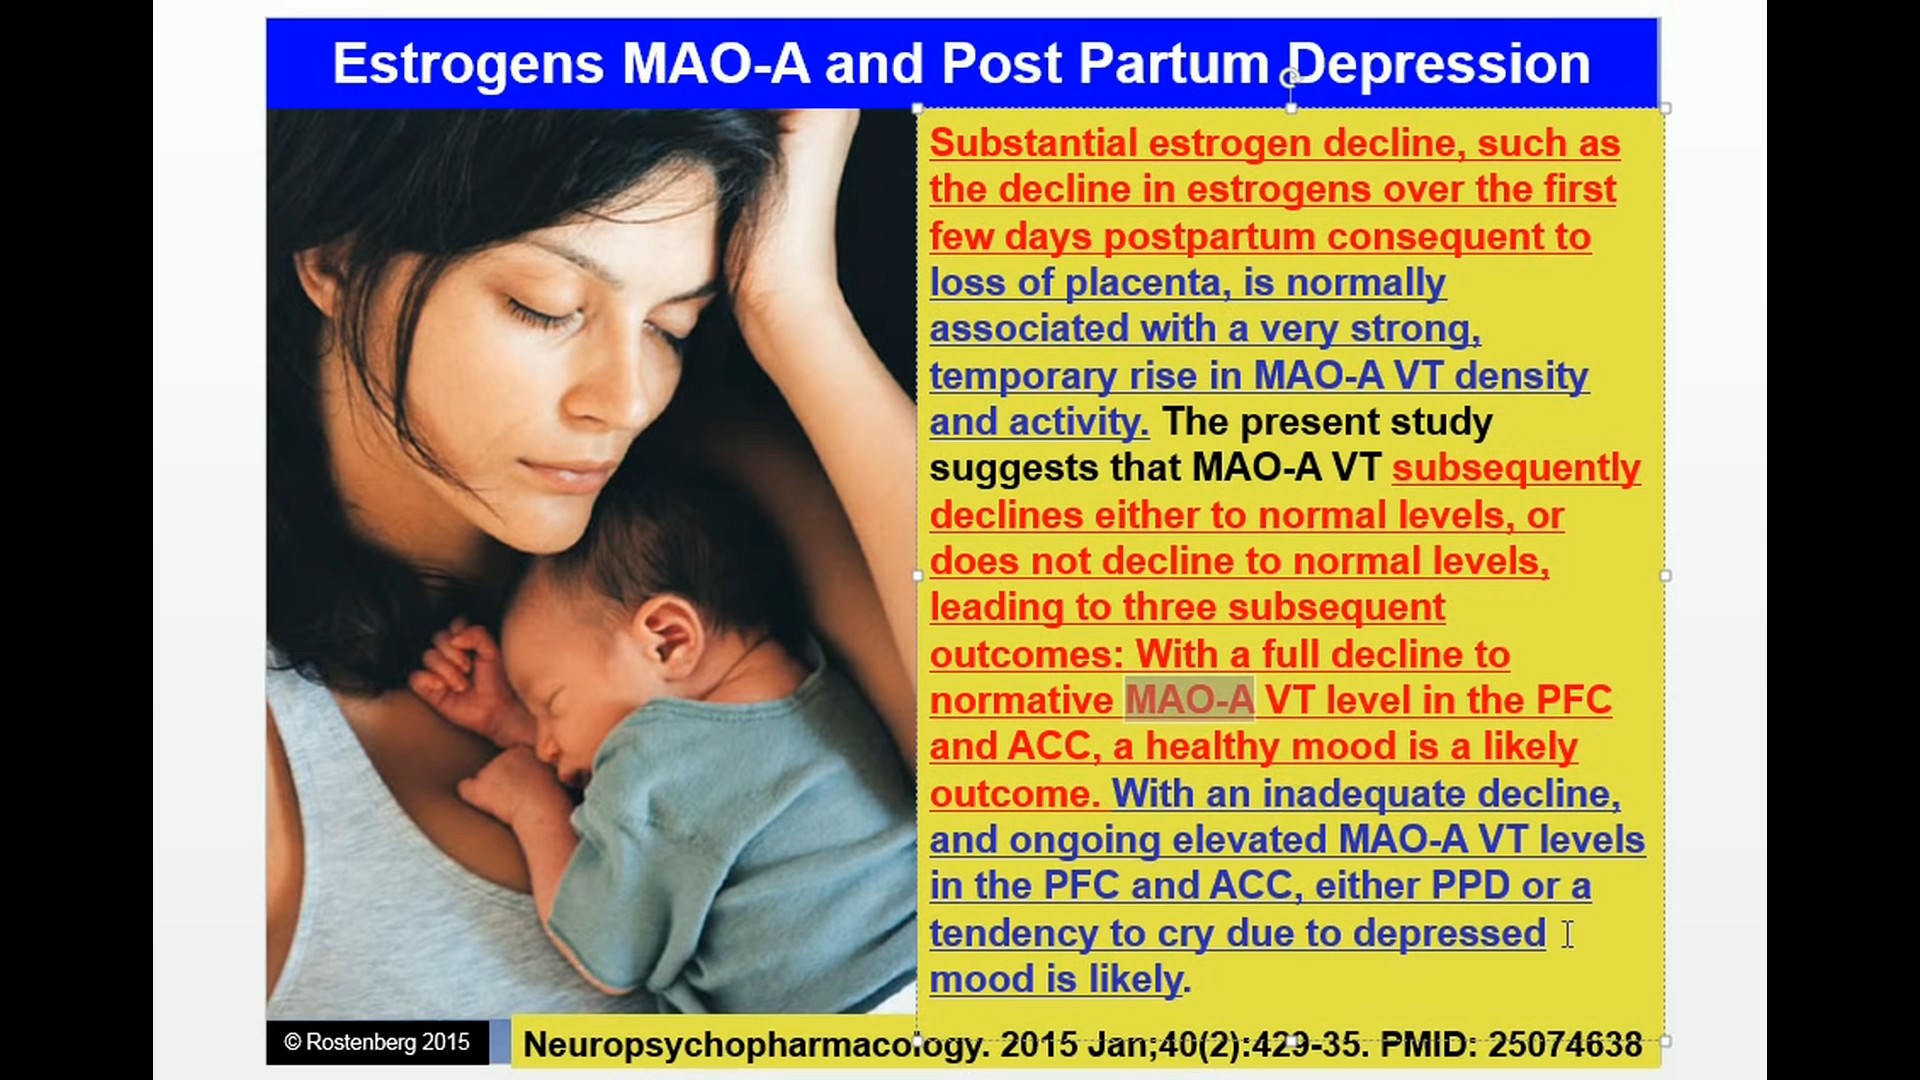 Estrogens MAO-A and Post Partum Depression
Substantial estrogen decline, such as
the decline in estrogens over the first
few days postpartum consequent to
loss of placenta, is normally
associated with a very strong,
temporary rise in MAO-A VT density
and activity. The present study
suggests that MAO-A VT subsequently
declines either to normal levels, or
does not decline to normal levels,
leading to three subsequent
outcomes: With a full decline to
normative MAO-A VT level in the PFC
and ACC, a healthy mood is a likely
outcome. With an inadequate decline,
and ongoing elevated MAO-A VT levels
in the PFC and ACC, either PPD or a
tendency to cry due to depressed
mood is likely.
© Rostenberg 2015
Neuropsychopharmacology. 2015 Jan;40(2):429-35. PMID: 25074638